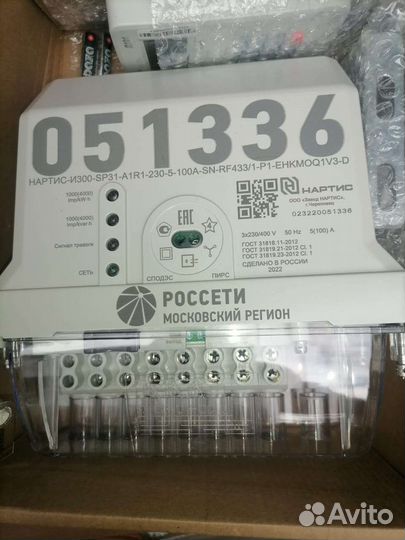 051336
НАРТИС-И300-SP31-A1R1-230-5-100A-SN-RF433/1-P1-EHKMOQ1V3-D
1000(4000)
Imp/kW·h
1000(4000)
Imp/kvar·h
Сигнал тревоги
СЕТЬ
EAC
СПОДЭС
ПИРС
НАРТИС
ООО «Завод НАРТИС»,
г. Череповец
023200051336
3x230/400 V 50 Hz 5(100) A
ГОСТ 31818.11-2012
ГОСТ 31819.21-2012 Cl. 1
ГОСТ 31819.23-2012 Cl. 1
СДЕЛАНО В РОССИИ
2022
РОССЕТИ
МОСКОВСКИЙ РЕГИОН
Avito